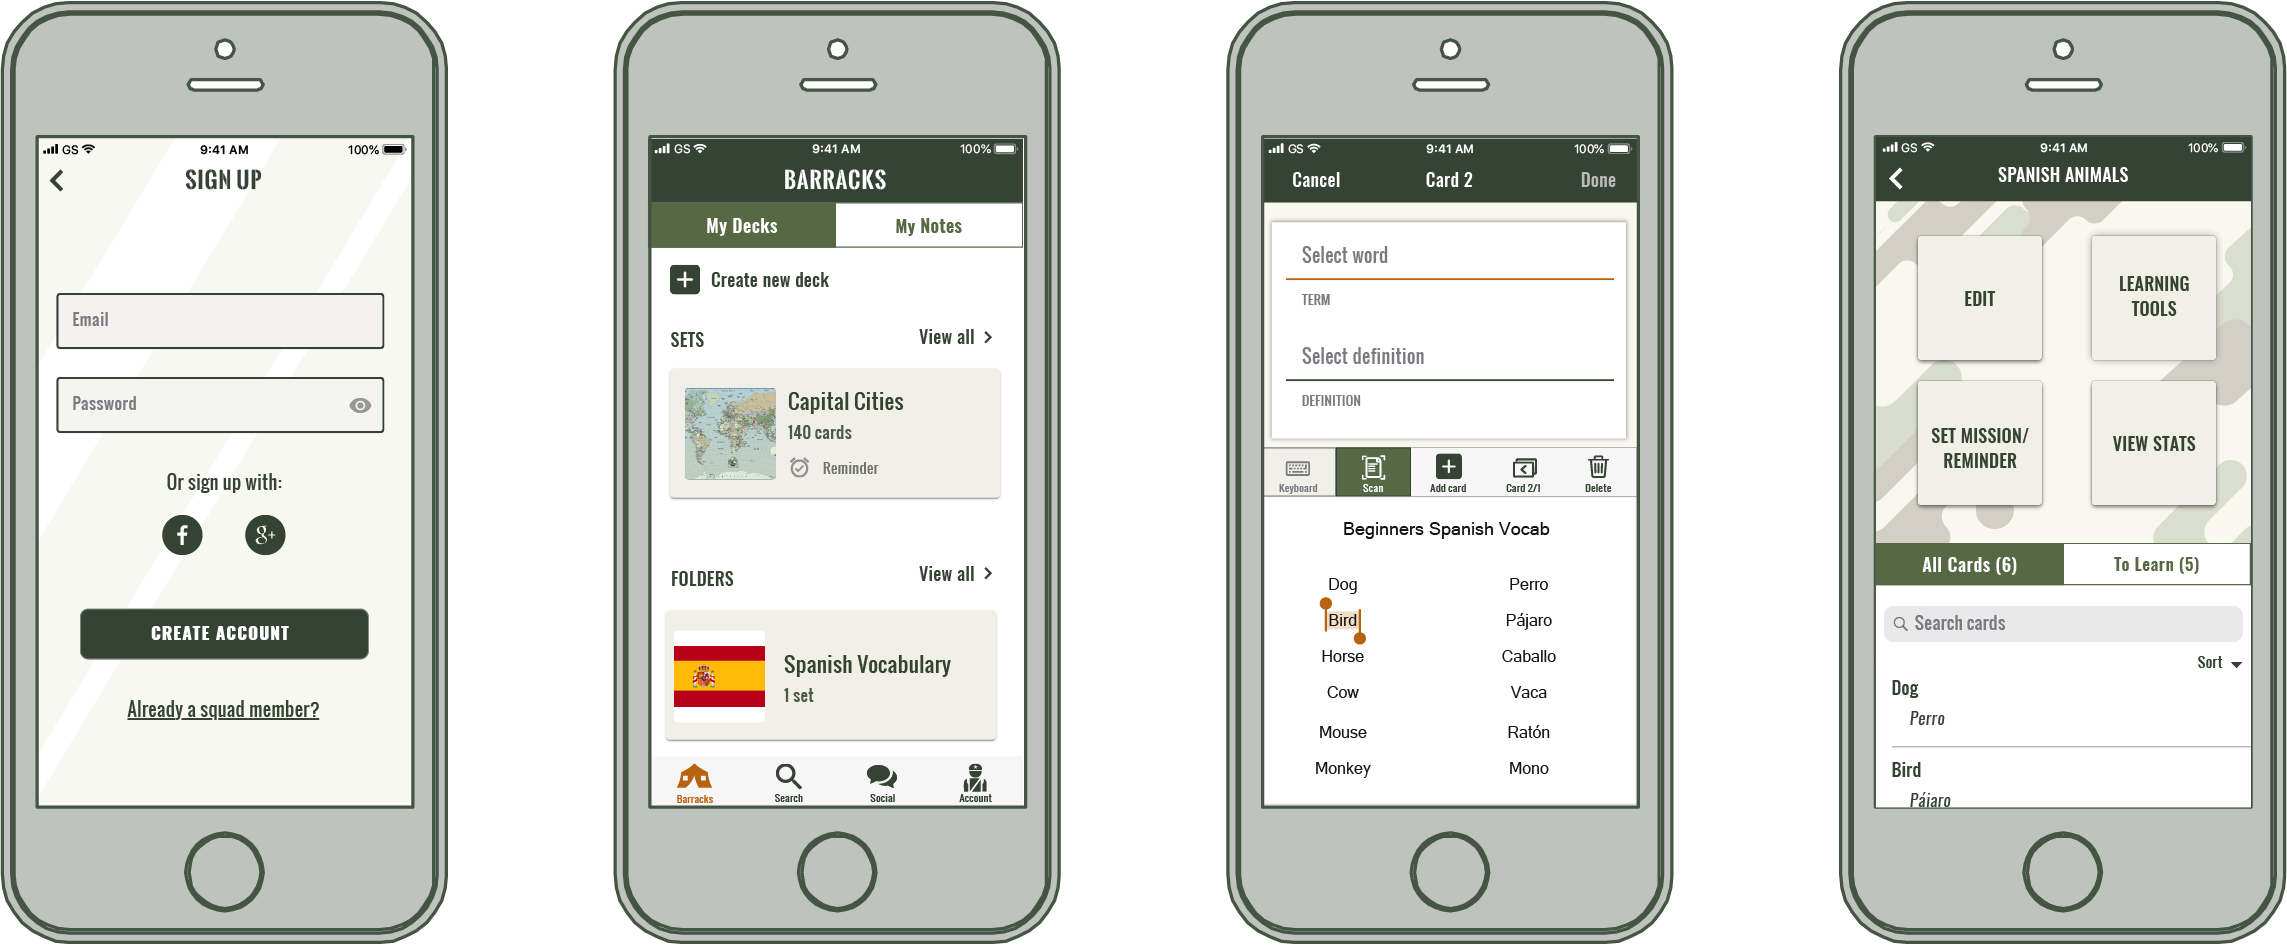 GS 9:41 AM 100%
SIGN UP
Email
Password
Or sign up with:
f g+
CREATE ACCOUNT
Already a squad member?
GS 9:41 AM 100%
BARRACKS
My Decks My Notes
Create new deck
SETS View all
Capital Cities
140 cards
Reminder
FOLDERS View all
Spanish Vocabulary
1 set
Barracks Search Social Account
GS 9:41 AM 100%
Cancel Card 2 Done
Select word
TERM
Select definition
DEFINITION
Keyboard Scan Add card Card 2/1 Delete
Beginners Spanish Vocab
Dog Perro
Bird Pájaro
Horse Caballo
Cow Vaca
Mouse Ratón
Monkey Mono
GS 9:41 AM 100%
SPANISH ANIMALS
EDIT
LEARNING
TOOLS
SET MISSION/
REMINDER
VIEW STATS
All Cards (6) To Learn (5)
Search cards
Sort
Dog
Perro
Bird
Pájaro